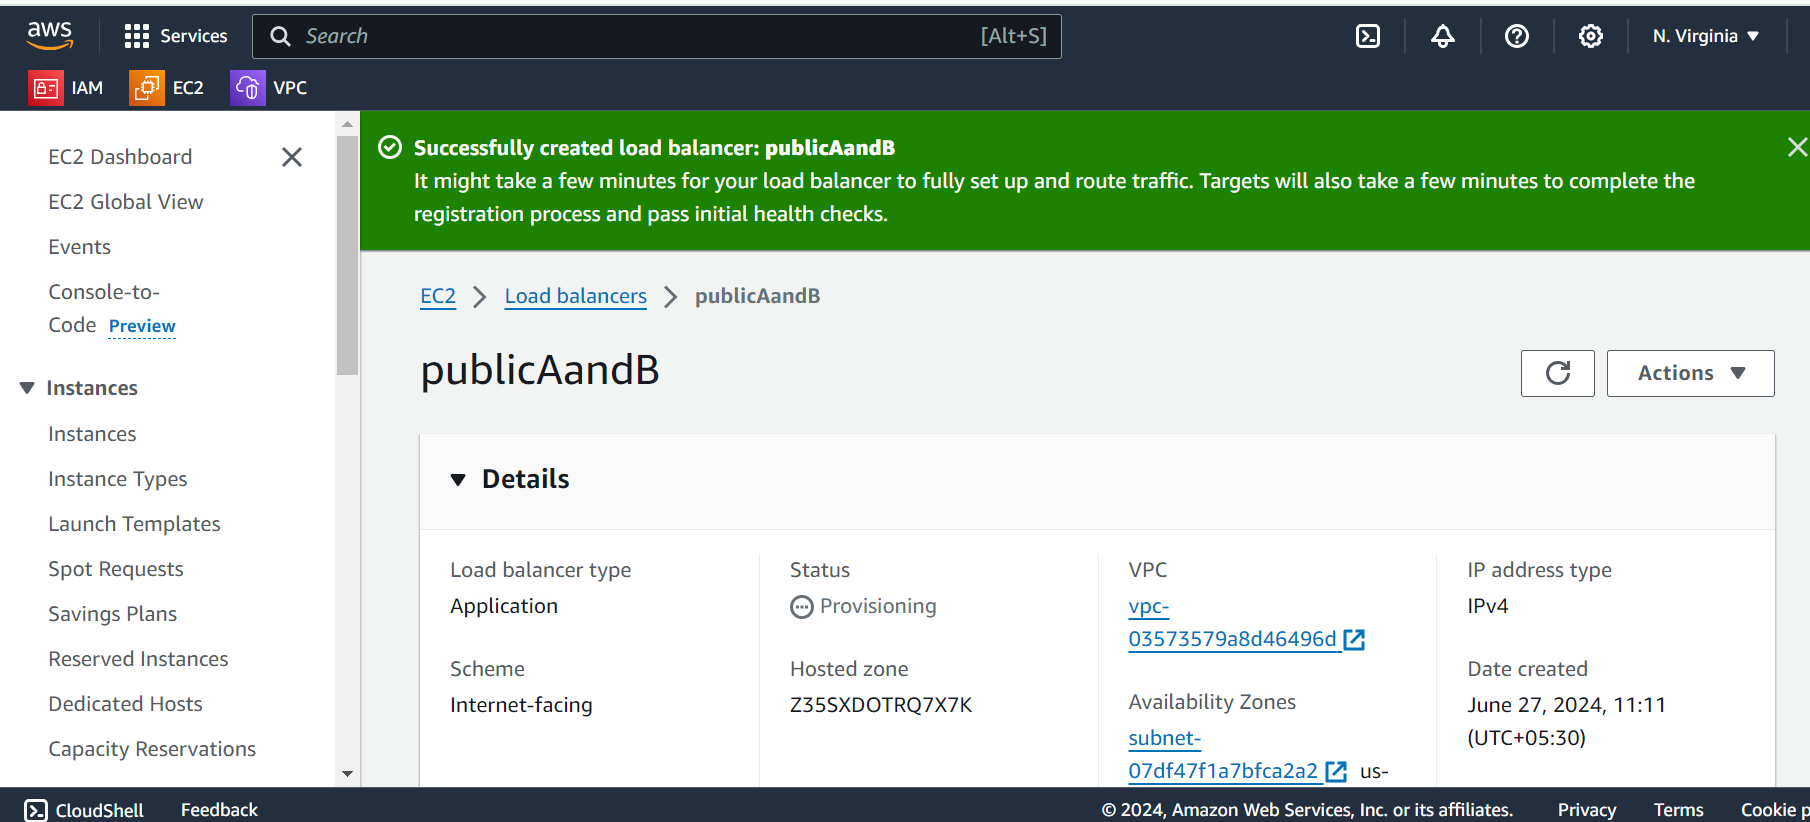 aws
Services
Search [Alt+S]
N. Virginia
IAM
EC2
VPC
EC2 Dashboard
EC2 Global View
Events
Console-to-
Code Preview
Instances
Instances
Instance Types
Launch Templates
Spot Requests
Savings Plans
Reserved Instances
Dedicated Hosts
Capacity Reservations
Successfully created load balancer: publicAandB
It might take a few minutes for your load balancer to fully set up and route traffic. Targets will also take a few minutes to complete the
registration process and pass initial health checks.
EC2 > Load balancers > publicAandB
publicAandB
Actions
Details
Load balancer type
Application
Scheme
Internet-facing
Status
Provisioning
Hosted zone
Z35SXDOTRQ7X7K
VPC
vpc-
03573579a8d46496d
Availability Zones
subnet-
07df47f1a7bfca2a2 us-
IP address type
IPv4
Date created
June 27, 2024, 11:11
(UTC+05:30)
CloudShell
Feedback
© 2024, Amazon Web Services, Inc. or its affiliates.
Privacy
Terms
Cookie p